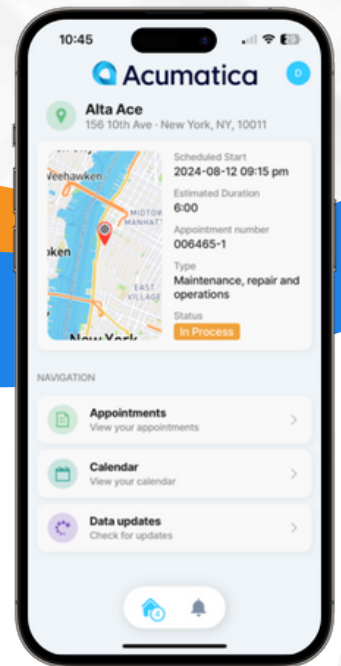 10:45
Acumatica
D
Alta Ace
156 10th Ave · New York, NY, 10011
Weehawken
MIDTOWN
MANHATT
oken
EAST
VILLAGE
New York
Scheduled Start
2024-08-12 09:15 pm
Estimated Duration
6:00
Appointment number
006465-1
Type
Maintenance, repair and
operations
Status
In Process
NAVIGATION
Appointments
View your appointments
Calendar
View your calendar
Data updates
Check for updates